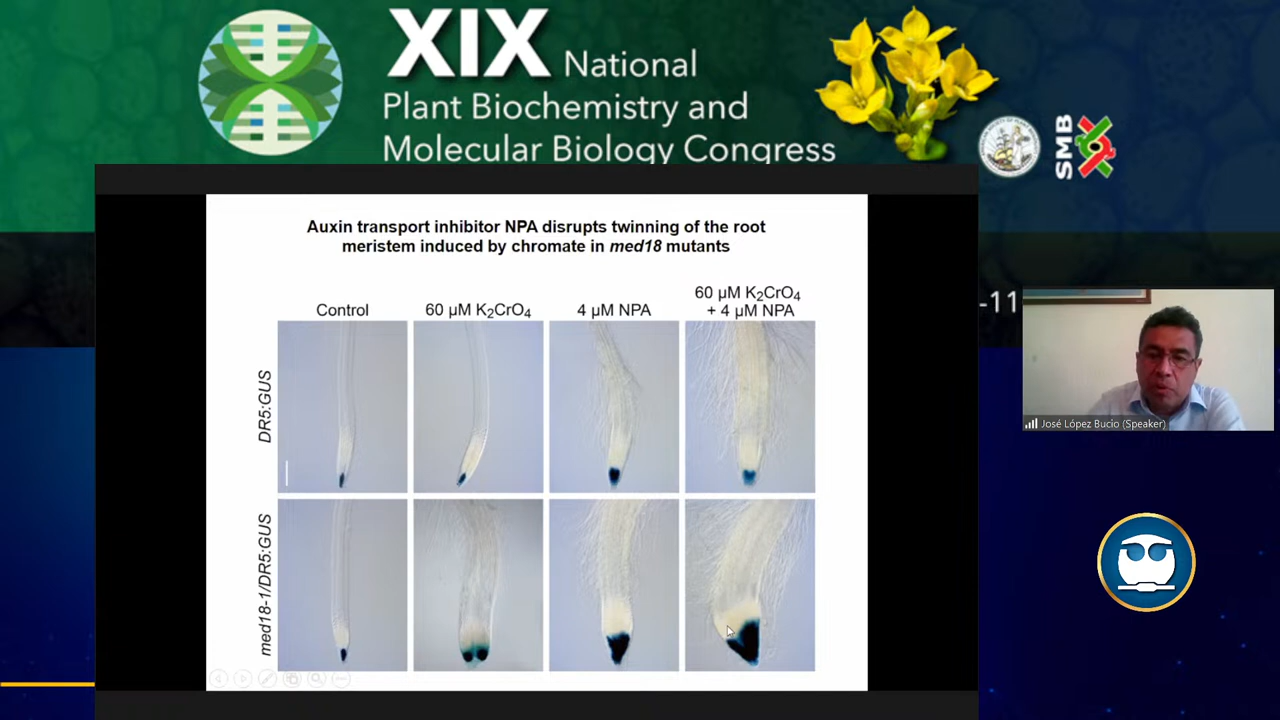 XIX National
Plant Biochemistry and
Molecular Biology Congress
SMB
Auxin transport inhibitor NPA disrupts twinning of the root
meristem induced by chromate in med18 mutants
Control
60 µM K₂CrO₄
4 µM NPA
60 µM K₂CrO₄
+ 4 µM NPA
DR5:GUS
med18-1/DR5:GUS
-11
José López Bucio (Speaker)